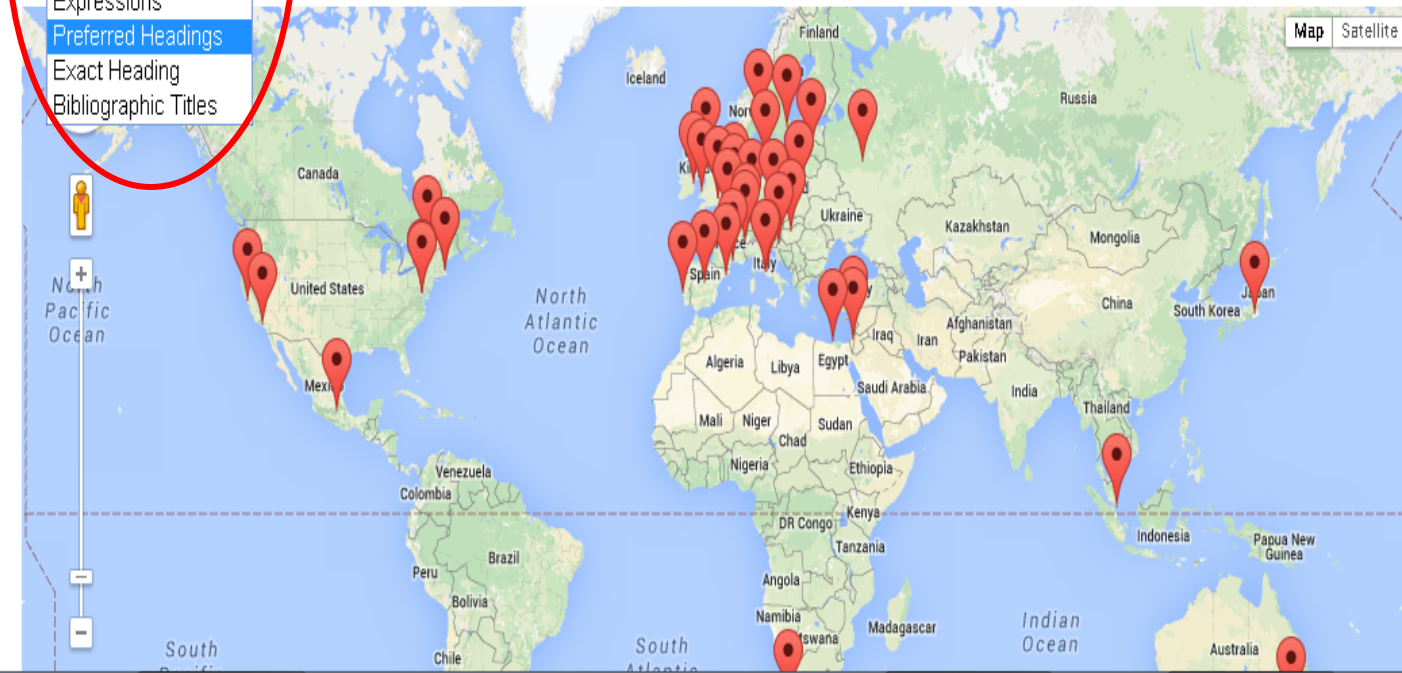 Expressions
Preferred Headings
Exact Heading
Bibliographic Titles
Map
Satellite
Finland
Iceland
Russia
Canada
Ukraine
Kazakhstan
Mongolia
United States
Spain
Italy
North
Pacific
Ocean
North
Atlantic
Ocean
China
South Korea
Japan
Afghanistan
Iraq
Iran
Pakistan
Algeria
Libya
Egypt
Saudi Arabia
India
Mexico
Thailand
Mali
Niger
Sudan
Chad
Venezuela
Nigeria
Ethiopia
Colombia
Kenya
DR Congo
Indonesia
Papua New
Guinea
Tanzania
Brazil
Peru
Angola
Bolivia
Namibia
Madagascar
Indian
Ocean
South
South
Atlantic
Australia
Chile